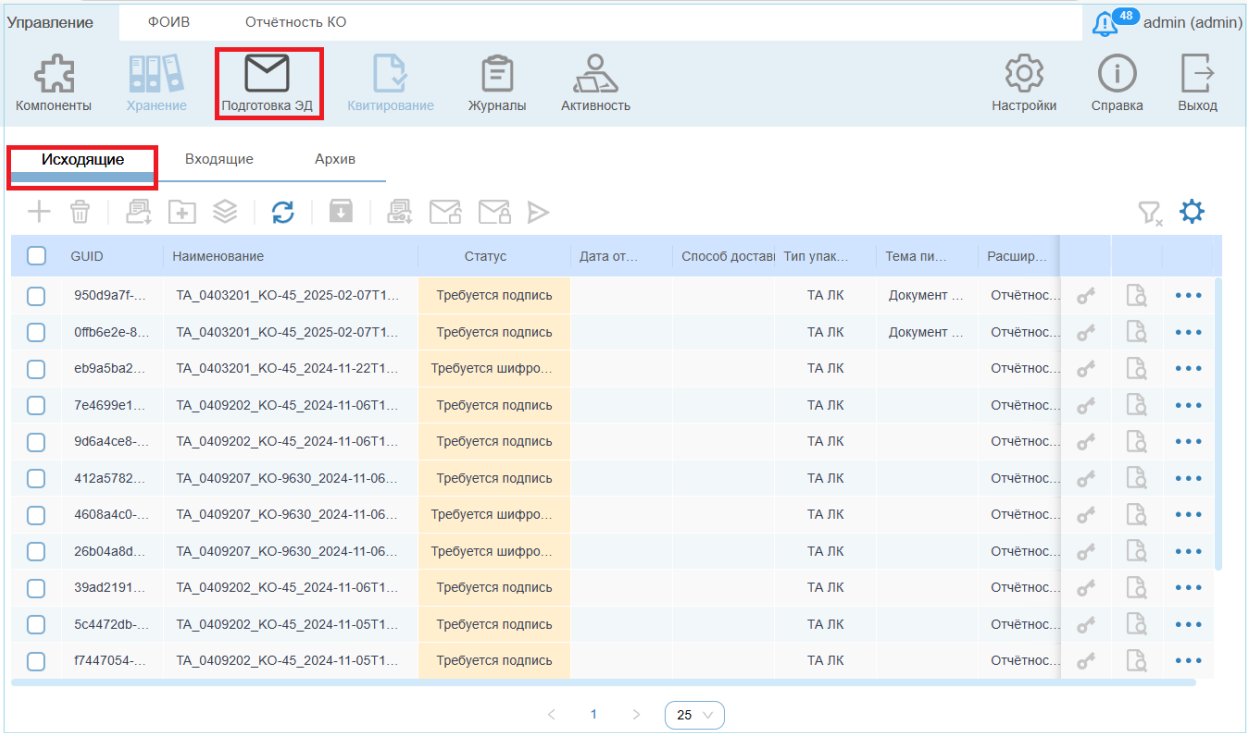 Управление ФОИВ Отчётность КО 48 admin (admin)
Компоненты Хранение Подготовка ЭД Квитирование Журналы Активность Настройки Справка Выход
Исходящие Входящие Архив
GUID Наименование Статус Дата от... Способ достави Тип упак... Тема пи... Расшир...
950d9a7f-... TA_0403201_KO-45_2025-02-07T1... Требуется подпись ТА ЛК Документ ... Отчётнос...
0ffb6e2e-8... TA_0403201_KO-45_2025-02-07T1... Требуется подпись ТА ЛК Документ ... Отчётнос...
eb9a5ba2... TA_0403201_KO-45_2024-11-22T1... Требуется шифро... ТА ЛК Отчётнос...
7e4699e1... TA_0409202_KO-45_2024-11-06T1... Требуется подпись ТА ЛК Отчётнос...
9d6a4ce8-... TA_0409202_KO-45_2024-11-06T1... Требуется подпись ТА ЛК Отчётнос...
412a5782... TA_0409207_KO-9630_2024-11-06... Требуется подпись ТА ЛК Отчётнос...
4608a4c0-... TA_0409207_KO-9630_2024-11-06... Требуется шифро... ТА ЛК Отчётнос...
26b04a8d... TA_0409207_KO-9630_2024-11-06... Требуется шифро... ТА ЛК Отчётнос...
39ad2191... TA_0409202_KO-45_2024-11-06T1... Требуется подпись ТА ЛК Отчётнос...
5c4472db-... TA_0409202_KO-45_2024-11-05T1... Требуется подпись ТА ЛК Отчётнос...
f7447054-... TA_0409202_KO-45_2024-11-05T1... Требуется подпись ТА ЛК Отчётнос...
< 1 > 25